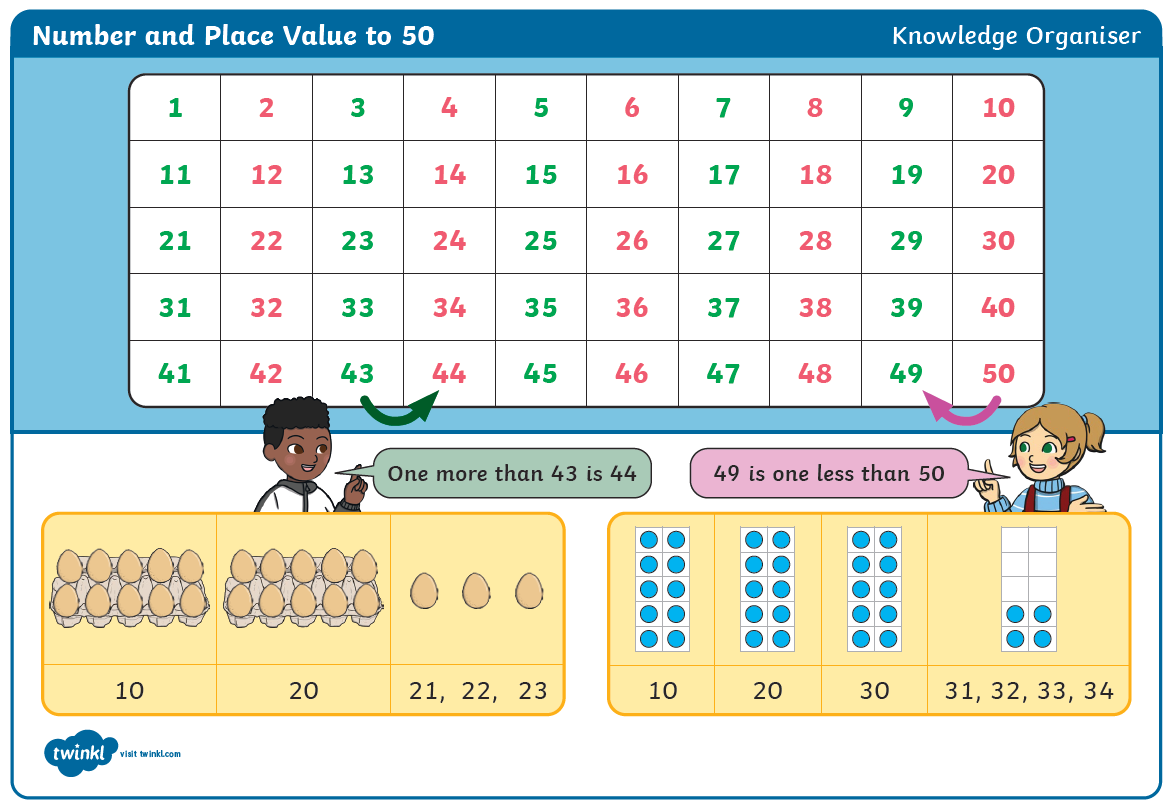 Number and Place Value to 50
Knowledge Organiser
1 2 3 4 5 6 7 8 9 10
11 12 13 14 15 16 17 18 19 20
21 22 23 24 25 26 27 28 29 30
31 32 33 34 35 36 37 38 39 40
41 42 43 44 45 46 47 48 49 50
One more than 43 is 44
49 is one less than 50
10 20 21, 22, 23
10 20 30 31, 32, 33, 34
twinkl visit twinkl.com